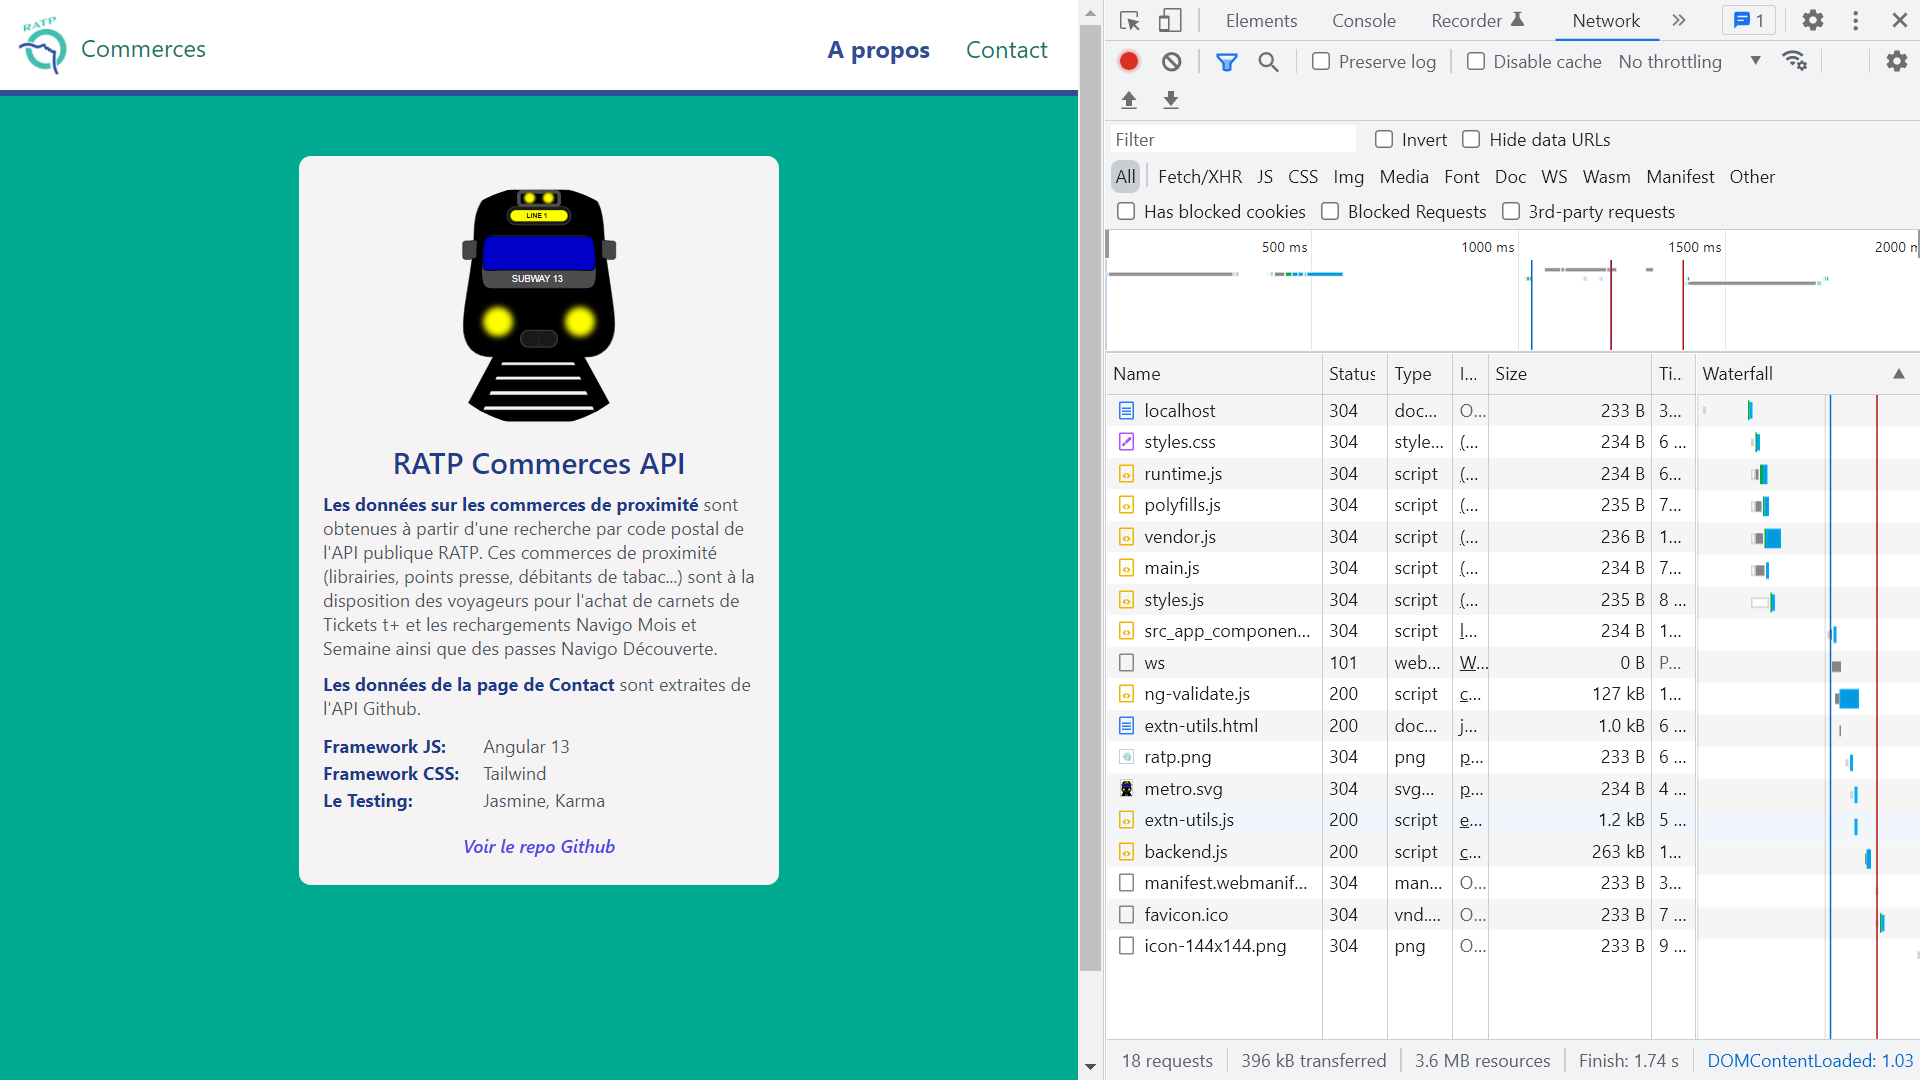 RATP
Commerces
A propos
Contact
LINE 1
SUBWAY 13
RATP Commerces API
Les données sur les commerces de proximité sont
obtenues à partir d'une recherche par code postal de
l'API publique RATP. Ces commerces de proximité
(librairies, points presse, débitants de tabac...) sont à la
disposition des voyageurs pour l'achat de carnets de
Tickets t+ et les rechargements Navigo Mois et
Semaine ainsi que des passes Navigo Découverte.
Les données de la page de Contact sont extraites de
l'API Github.
Framework JS: Angular 13
Framework CSS: Tailwind
Le Testing: Jasmine, Karma
Voir le repo Github
Elements Console Recorder Network » 1
Preserve log Disable cache No throttling
Filter Invert Hide data URLs
All Fetch/XHR JS CSS Img Media Font Doc WS Wasm Manifest Other
Has blocked cookies Blocked Requests 3rd-party requests
500 ms 1000 ms 1500 ms 2000 m
Name Status Type I... Size Ti.. Waterfall
localhost 304 doc... O... 233 B 3...
styles.css 304 style... (... 234 B 6 ...
runtime.js 304 script (... 234 B 6...
polyfills.js 304 script (... 235 B 7...
vendor.js 304 script (... 236 B 1...
main.js 304 script (... 234 B 7...
styles.js 304 script (... 235 B 8 ...
src_app_componen... 304 script l... 234 B 1...
ws 101 web... W... 0 B P...
ng-validate.js 200 script c... 127 kB 1...
extn-utils.html 200 doc... j... 1.0 kB 6 ...
ratp.png 304 png p... 233 B 6 ...
metro.svg 304 svg... p... 234 B 4 ...
extn-utils.js 200 script e... 1.2 kB 5 ...
backend.js 200 script c... 263 kB 1...
manifest.webmanif... 304 man... O... 233 B 3...
favicon.ico 304 vnd.... O... 233 B 7 ...
icon-144x144.png 304 png O... 233 B 9 ...
18 requests 396 kB transferred 3.6 MB resources Finish: 1.74 s DOMContentLoaded: 1.03